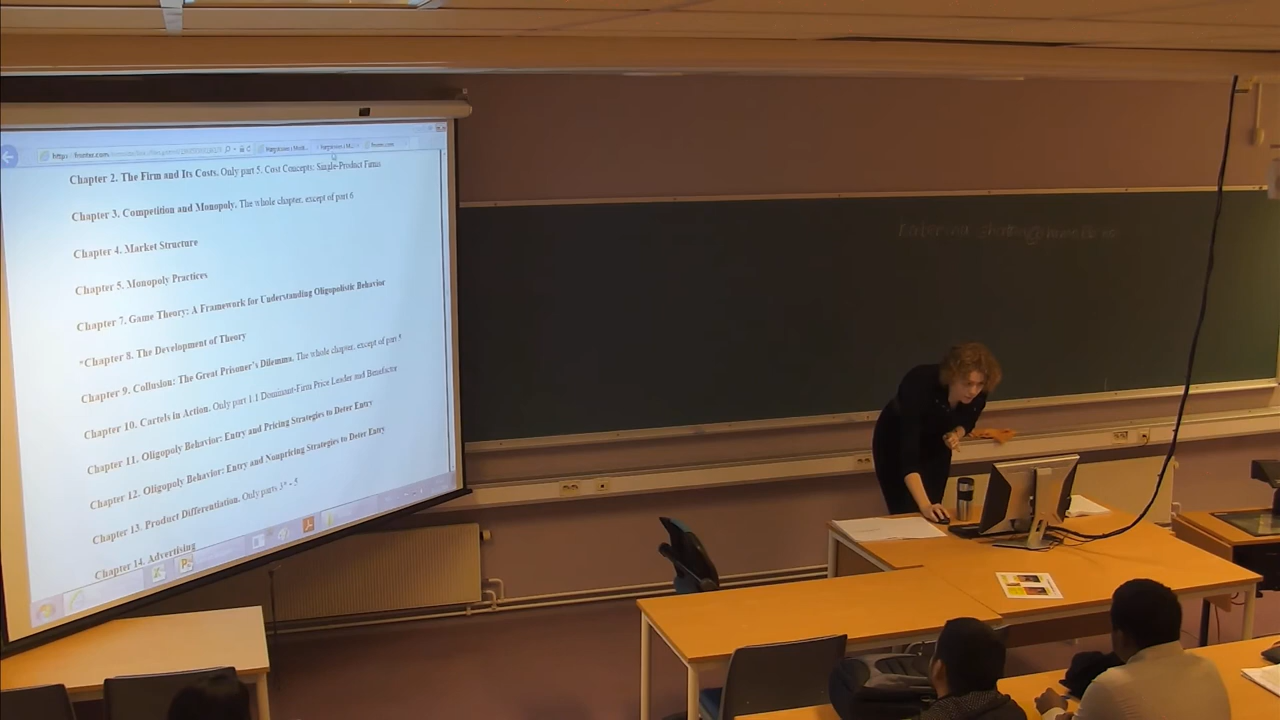 http://fronter.com
Chapter 2. The Firm and Its Costs. Only part 5. Cost Concepts: Single-Product Firms
Chapter 3. Competition and Monopoly. The whole chapter, except of part 6
Chapter 4. Market Structure
Chapter 5. Monopoly Practices
Chapter 7. Game Theory: A Framework for Understanding Oligopolistic Behavior
*Chapter 8. The Development of Theory
Chapter 9. Collusion: The Great Prisoner's Dilemma. The whole chapter, except of part
Chapter 10. Cartels in Action. Only part 1.1 Dominant-Firm Price Leader and Benefactor
Chapter 11. Oligopoly Behavior: Entry and Pricing Strategies to Deter Entry
Chapter 12. Oligopoly Behavior: Entry and Nonpricing Strategies to Deter Entry
Chapter 13. Product Differentiation. Only parts 3* - 5
Chapter 14. Advertising